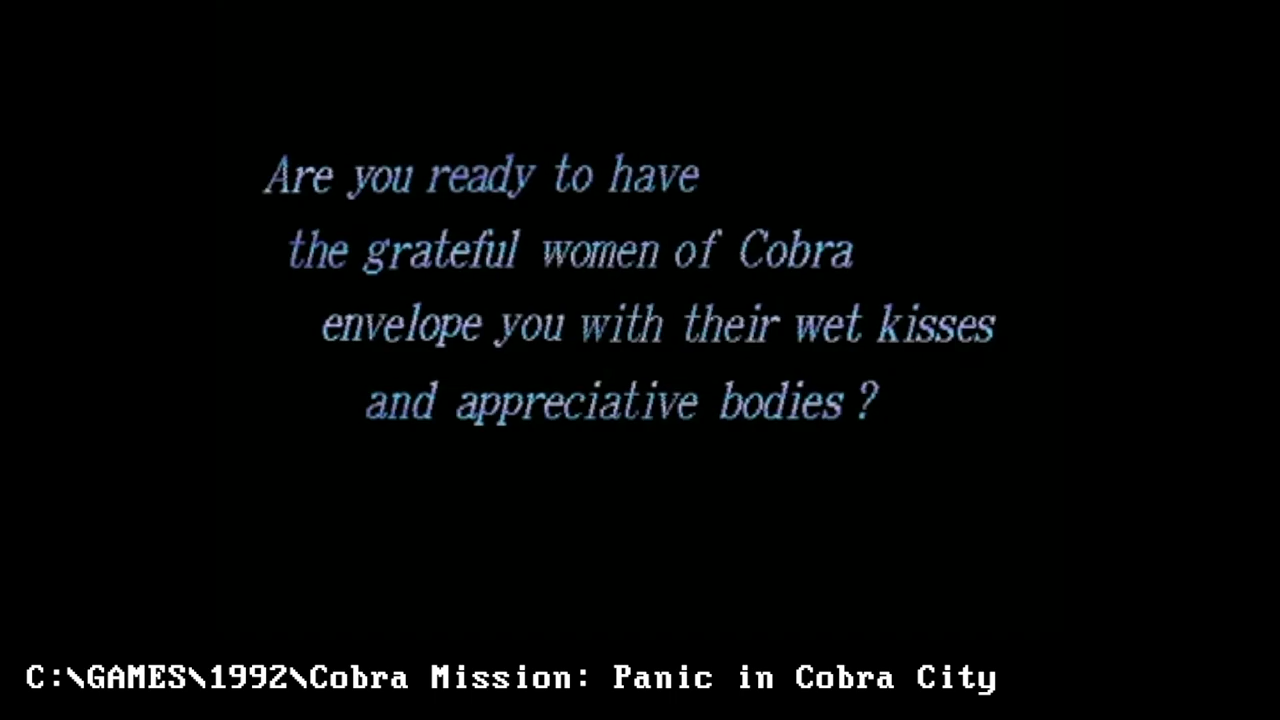 Are you ready to have
the grateful women of Cobra
envelope you with their wet kisses
and appreciative bodies ?
C:\GAMES\1992\Cobra Mission: Panic in Cobra City